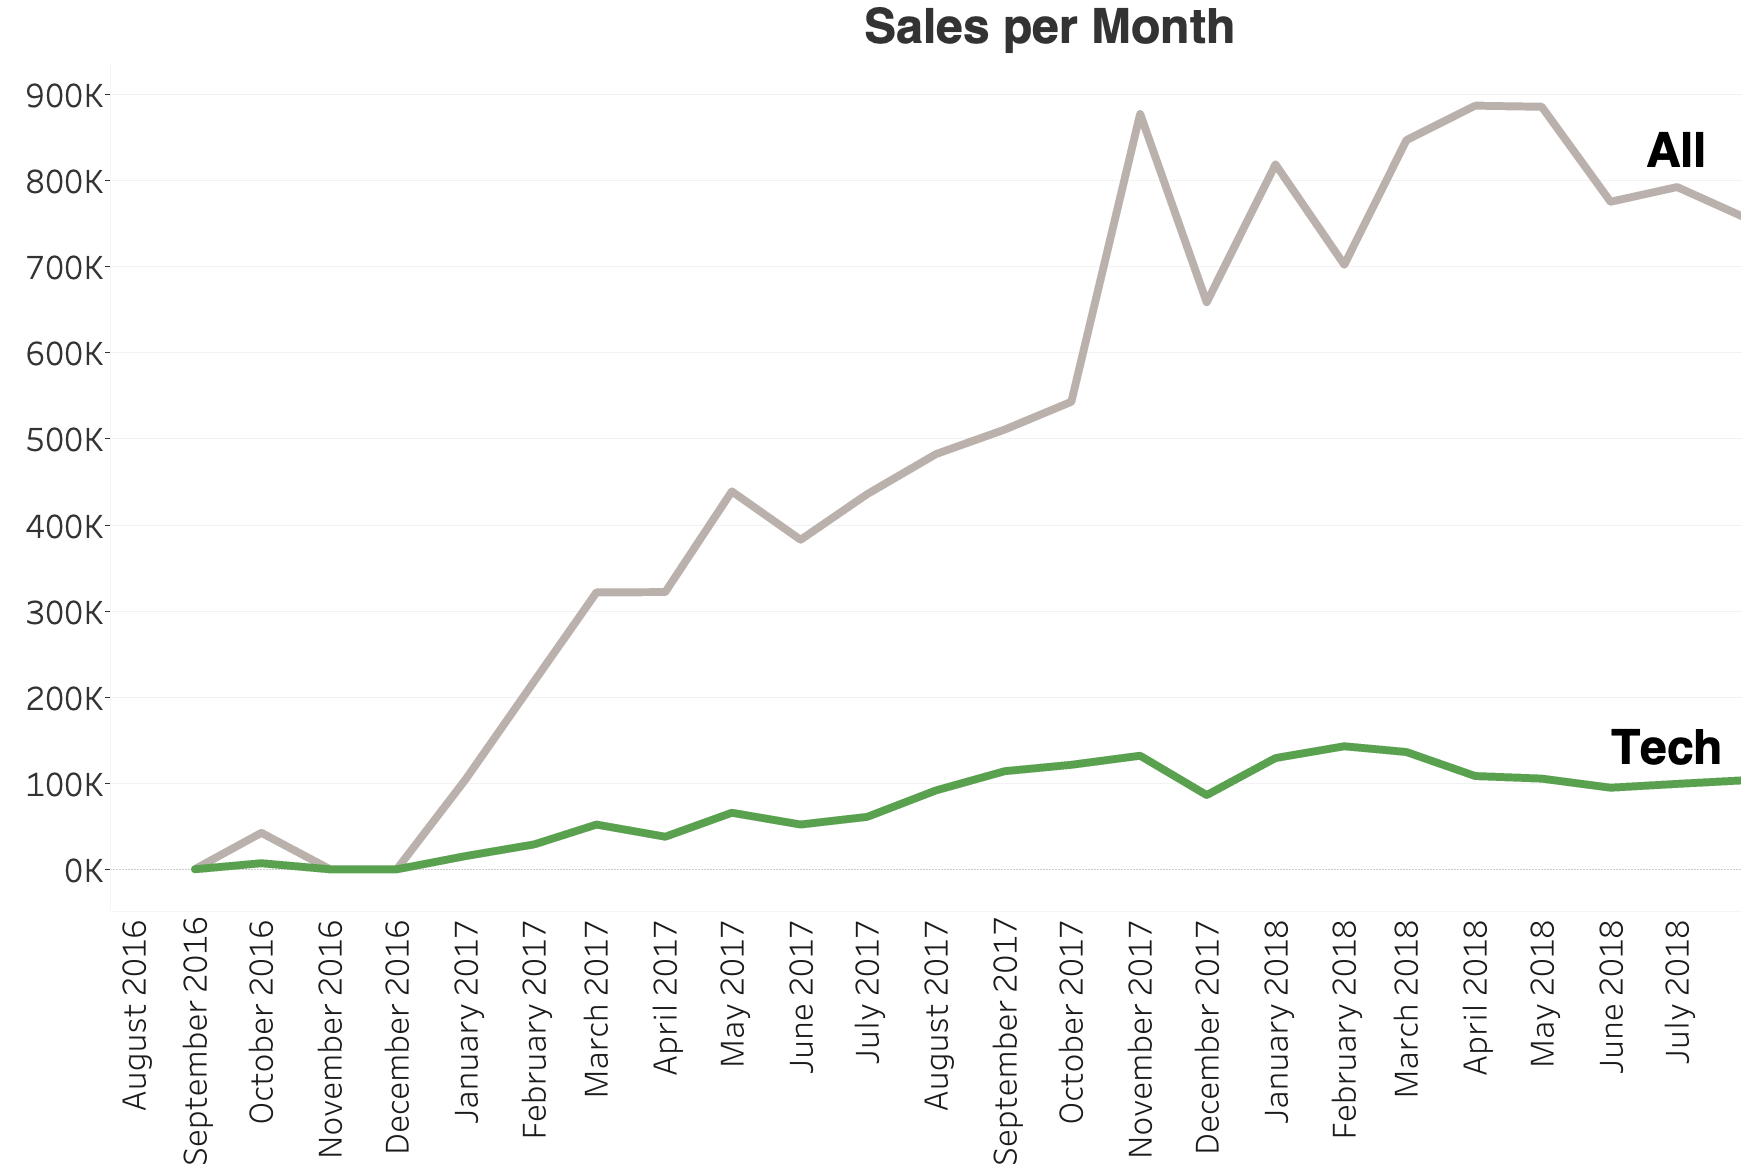 Sales per Month
900K
800K
700K
600K
500K
400K
300K
200K
100K
0K
All
Tech
August 2016
September 2016
October 2016
November 2016
December 2016
January 2017
February 2017
March 2017
April 2017
May 2017
June 2017
July 2017
August 2017
September 2017
October 2017
November 2017
December 2017
January 2018
February 2018
March 2018
April 2018
May 2018
June 2018
July 2018